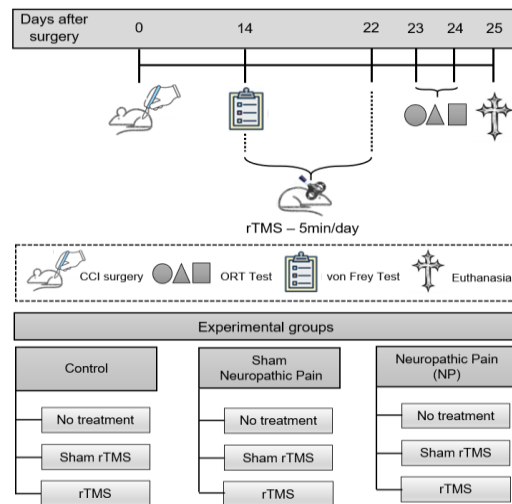 Days after
surgery
0 14 22 23 24 25
rTMS – 5min/day
CCI surgery ORT Test von Frey Test Euthanasia
Experimental groups
Control
No treatment
Sham rTMS
rTMS
Sham
Neuropathic Pain
No treatment
Sham rTMS
rTMS
Neuropathic Pain
(NP)
No treatment
Sham rTMS
rTMS